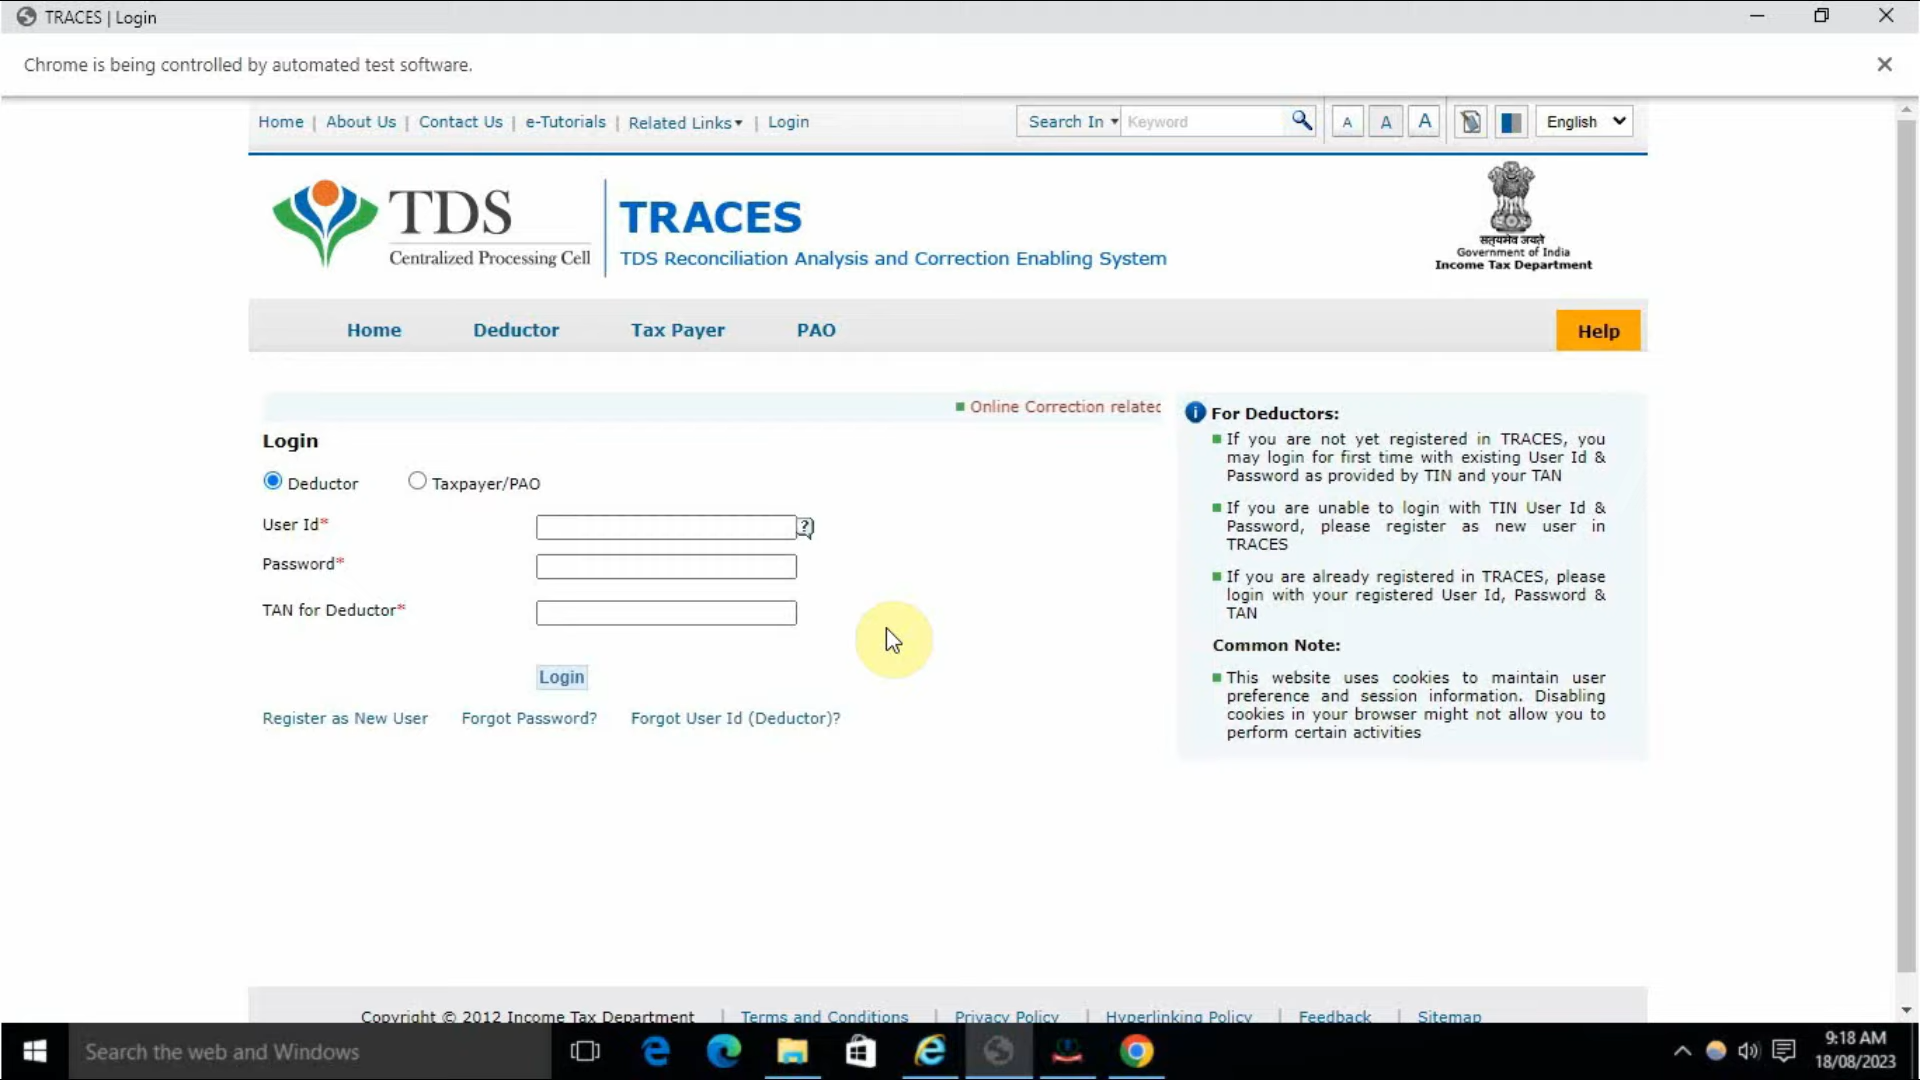 TRACES | Login
Chrome is being controlled by automated test software.
Home | About Us | Contact Us | e-Tutorials | Related Links | Login
Search In Keyword A A A English
TDS
Centralized Processing Cell
TRACES
TDS Reconciliation Analysis and Correction Enabling System
सत्यमेव जयते
Government of India
Income Tax Department
Home Deductor Tax Payer PAO Help
Online Correction related
Login
Deductor Taxpayer/PAO
User Id*
Password*
TAN for Deductor*
Login
Register as New User Forgot Password? Forgot User Id (Deductor)?
For Deductors:
If you are not yet registered in TRACES, you
may login for first time with existing User Id &
Password as provided by TIN and your TAN
If you are unable to login with TIN User Id &
Password, please register as new user in
TRACES
If you are already registered in TRACES, please
login with your registered User Id, Password &
TAN
Common Note:
This website uses cookies to maintain user
preference and session information. Disabling
cookies in your browser might not allow you to
perform certain activities
Copyright © 2012 Income Tax Department | Terms and Conditions | Privacy Policy | Hyperlinking Policy | Feedback | Sitemap
Search the web and Windows
9:18 AM
18/08/2023